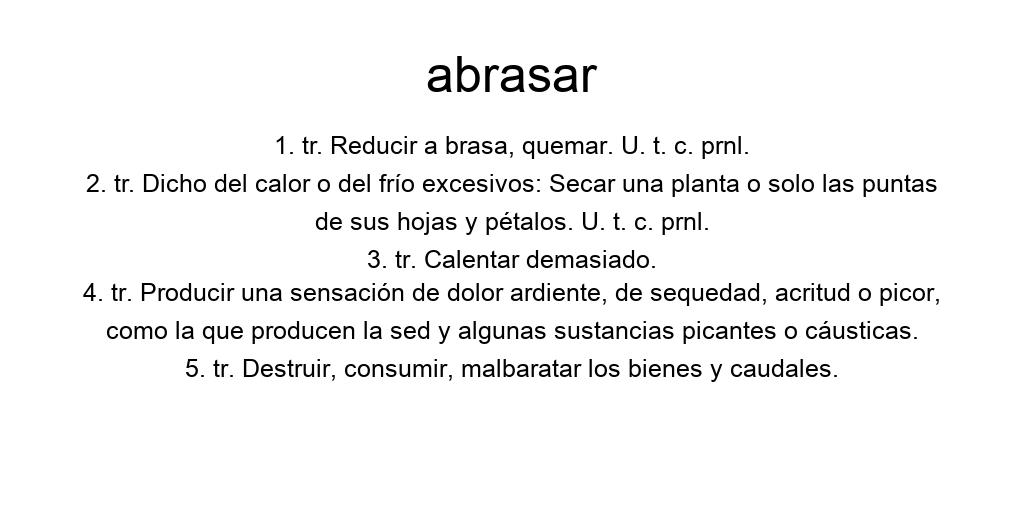 abrasar
1. tr. Reducir a brasa, quemar. U. t. c. prnl.
2. tr. Dicho del calor o del frío excesivos: Secar una planta o solo las puntas
de sus hojas y pétalos. U. t. c. prnl.
3. tr. Calentar demasiado.
4. tr. Producir una sensación de dolor ardiente, de sequedad, acritud o picor,
como la que producen la sed y algunas sustancias picantes o cáusticas.
5. tr. Destruir, consumir, malbaratar los bienes y caudales.